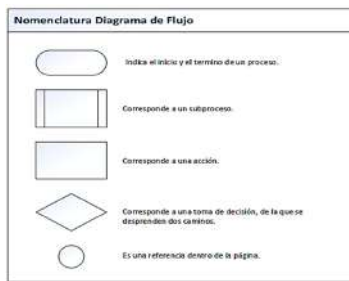 Nomenclatura Diagrama de Flujo
Indica el inicio y el termino de un proceso.
Corresponde a un subproceso.
Corresponde a una acción.
Corresponde a una toma de decisión, de la que se
desprenden dos caminos.
Es una referencia dentro de la página.